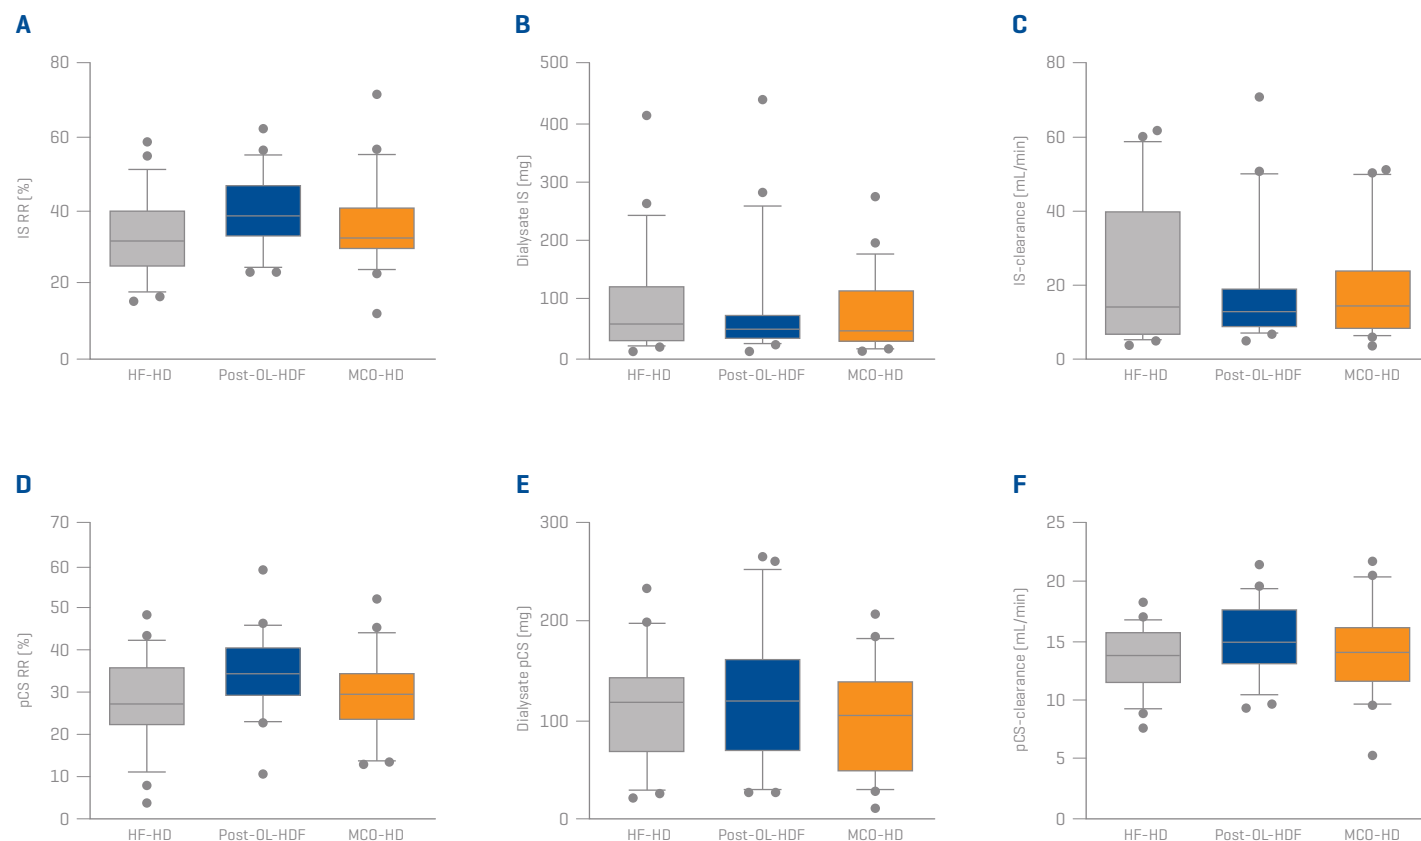 A
IS RR (%)
80
60
40
20
0
HF-HD Post-OL-HDF MCO-HD
B
Dialysate IS (mg)
500
400
300
200
100
0
HF-HD Post-OL-HDF MCO-HD
C
IS-clearance (mL/min)
80
60
40
20
0
HF-HD Post-OL-HDF MCO-HD
D
pCS RR (%)
70
60
50
40
30
20
10
0
HF-HD Post-OL-HDF MCO-HD
E
Dialysate pCS (mg)
300
200
100
0
HF-HD Post-OL-HDF MCO-HD
F
pCS-clearance (mL/min)
25
20
15
10
5
0
HF-HD Post-OL-HDF MCO-HD